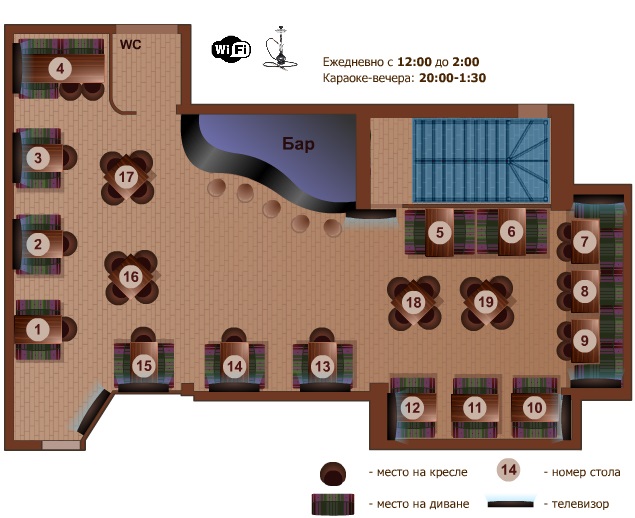 WC
Wi Fi
Ежедневно с 12:00 до 2:00
Караоке-вечера: 20:00-1:30
4
Бар
3
17
2
5
6
7
16
8
18
19
1
9
15
14
13
12
11
10
- место на кресле
14
- номер стола
- место на диване
- телевизор